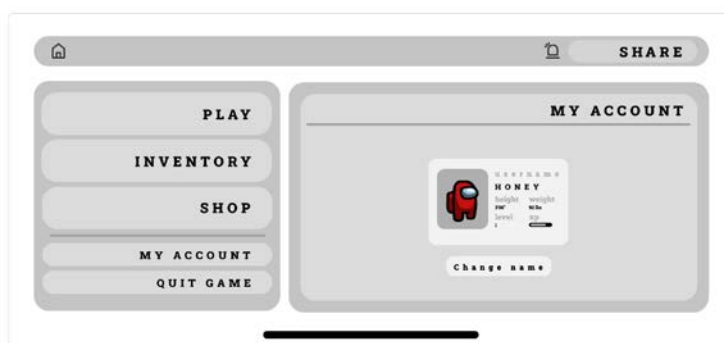 SHARE
PLAY
INVENTORY
SHOP
MY ACCOUNT
QUIT GAME
MY ACCOUNT
username
HONEY
height weight
level xp
Change name